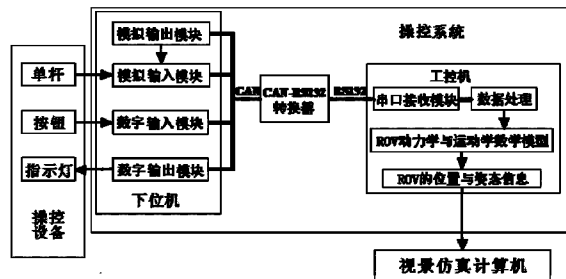 操控系统
模拟输出模块
单杆
模拟输入模块
按钮
数字输入模块
指示灯
数字输出模块
下位机
操控
设备
CAN
CAN-RS232
转换器
RS232
工控机
串口接收模块
数据处理
ROV动力学与运动学数学模型
ROV的位置与姿态信息
视景仿真计算机